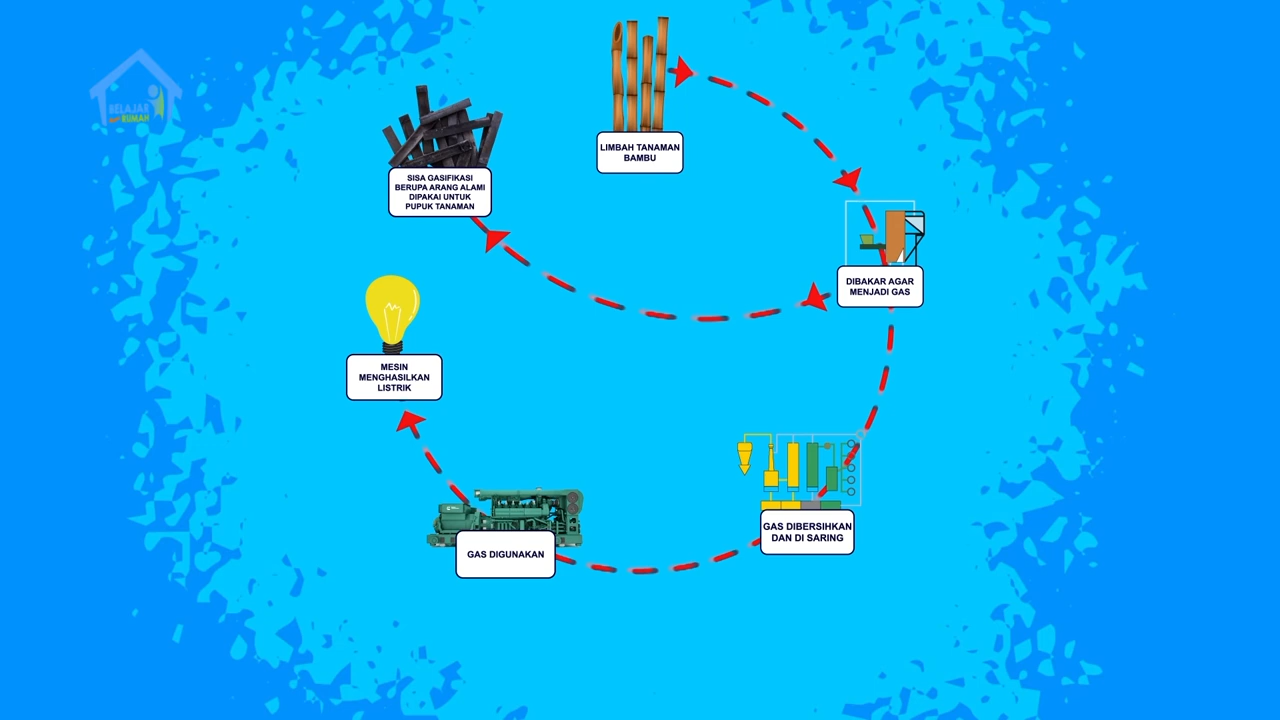 BELAJAR
RUMAH
LIMBAH TANAMAN
BAMBU
SISA GASIFIKASI
BERUPA ARANG ALAMI
DIPAKAI UNTUK
PUPUK TANAMAN
DIBAKAR AGAR
MENJADI GAS
MESIN
MENGHASILKAN
LISTRIK
GAS DIBERSIHKAN
DAN DI SARING
GAS DIGUNAKAN